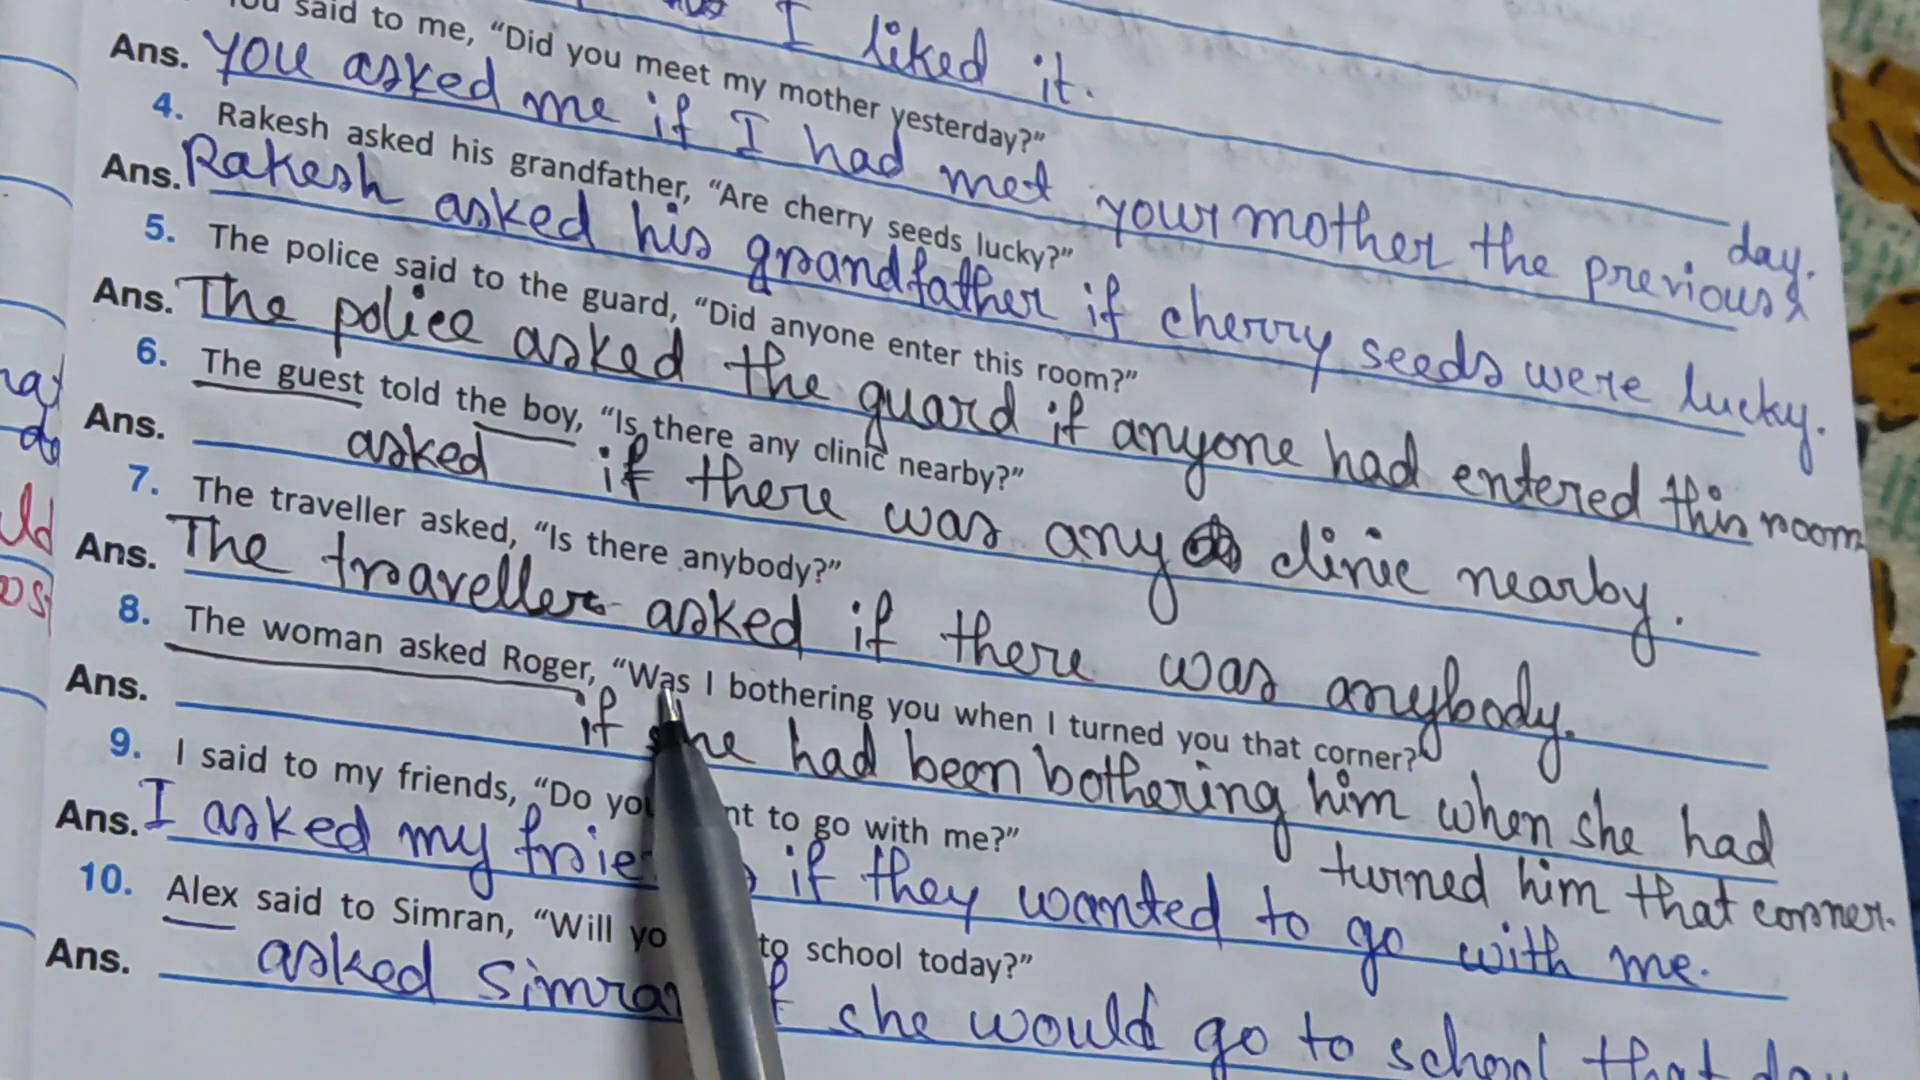 I liked it.
You said to me, “Did you meet my mother yesterday?”
Ans. You asked me if I had met your mother the previous day.
4. Rakesh asked his grandfather, “Are cherry seeds lucky?”
Ans. Rakesh asked his grandfather if cherry seeds were lucky.
5. The police said to the guard, “Did anyone enter this room?”
Ans. The police asked the guard if anyone had entered this room
6. The guest told the boy, “Is there any clinic nearby?”
Ans. asked if there was any clinic nearby.
7. The traveller asked, “Is there anybody?”
Ans. The traveller asked if there was anybody.
8. The woman asked Roger, “Was I bothering you when I turned you that corner?”
Ans. if she had been bothering him when she had
turned him that corner.
9. I said to my friends, “Do you to go with me?”
Ans. I asked my if they wanted to go with me.
10. Alex said to Simran, “Will to school today?”
Ans. asked Simran she would go to school that